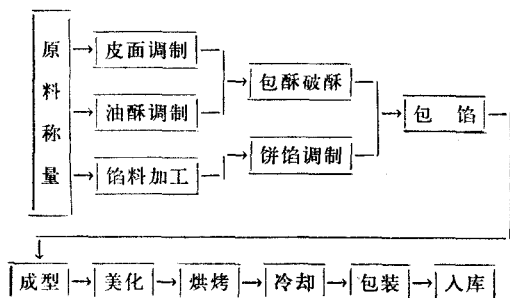 原料称量
皮面调制
油酥调制
馅料加工
包酥破酥
饼馅调制
包馅
成型 → 美化 → 烘烤 → 冷却 → 包装 → 入库